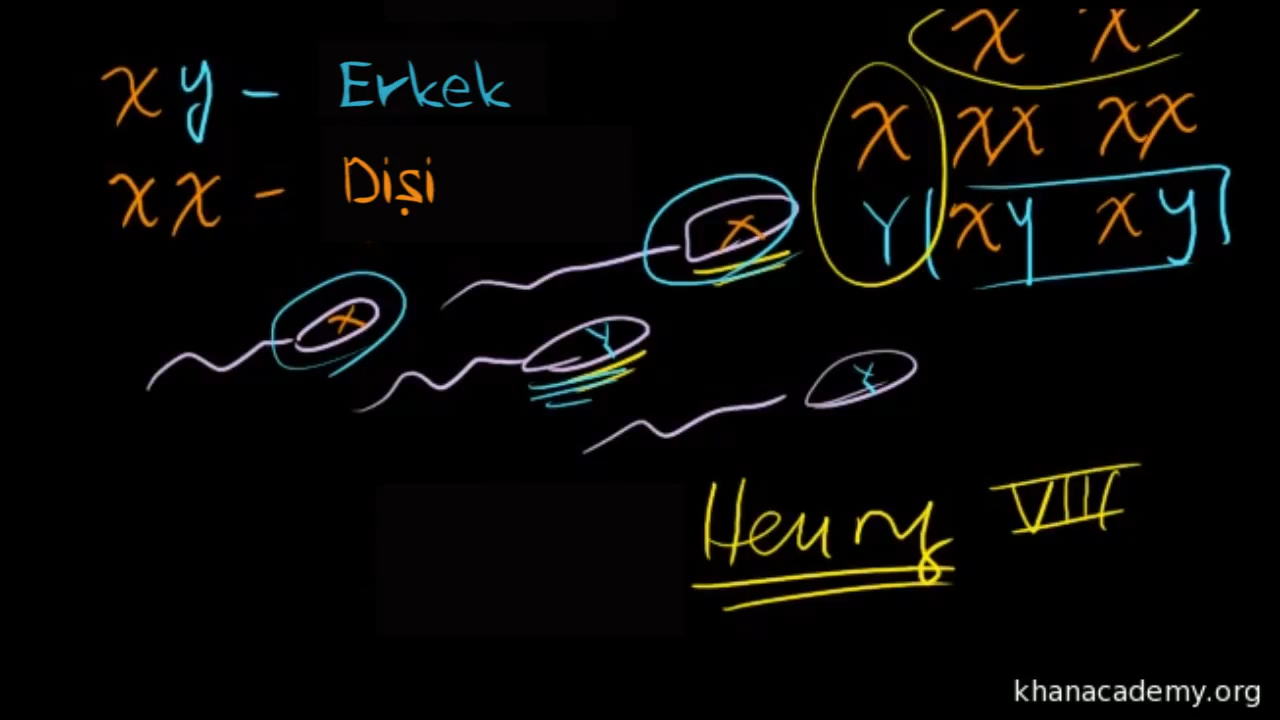 X X
xy - Erkek
X XX XX
Y xy xy
xx - Dişi
X
X
Y
Y
Henry VIII
khanacademy.org